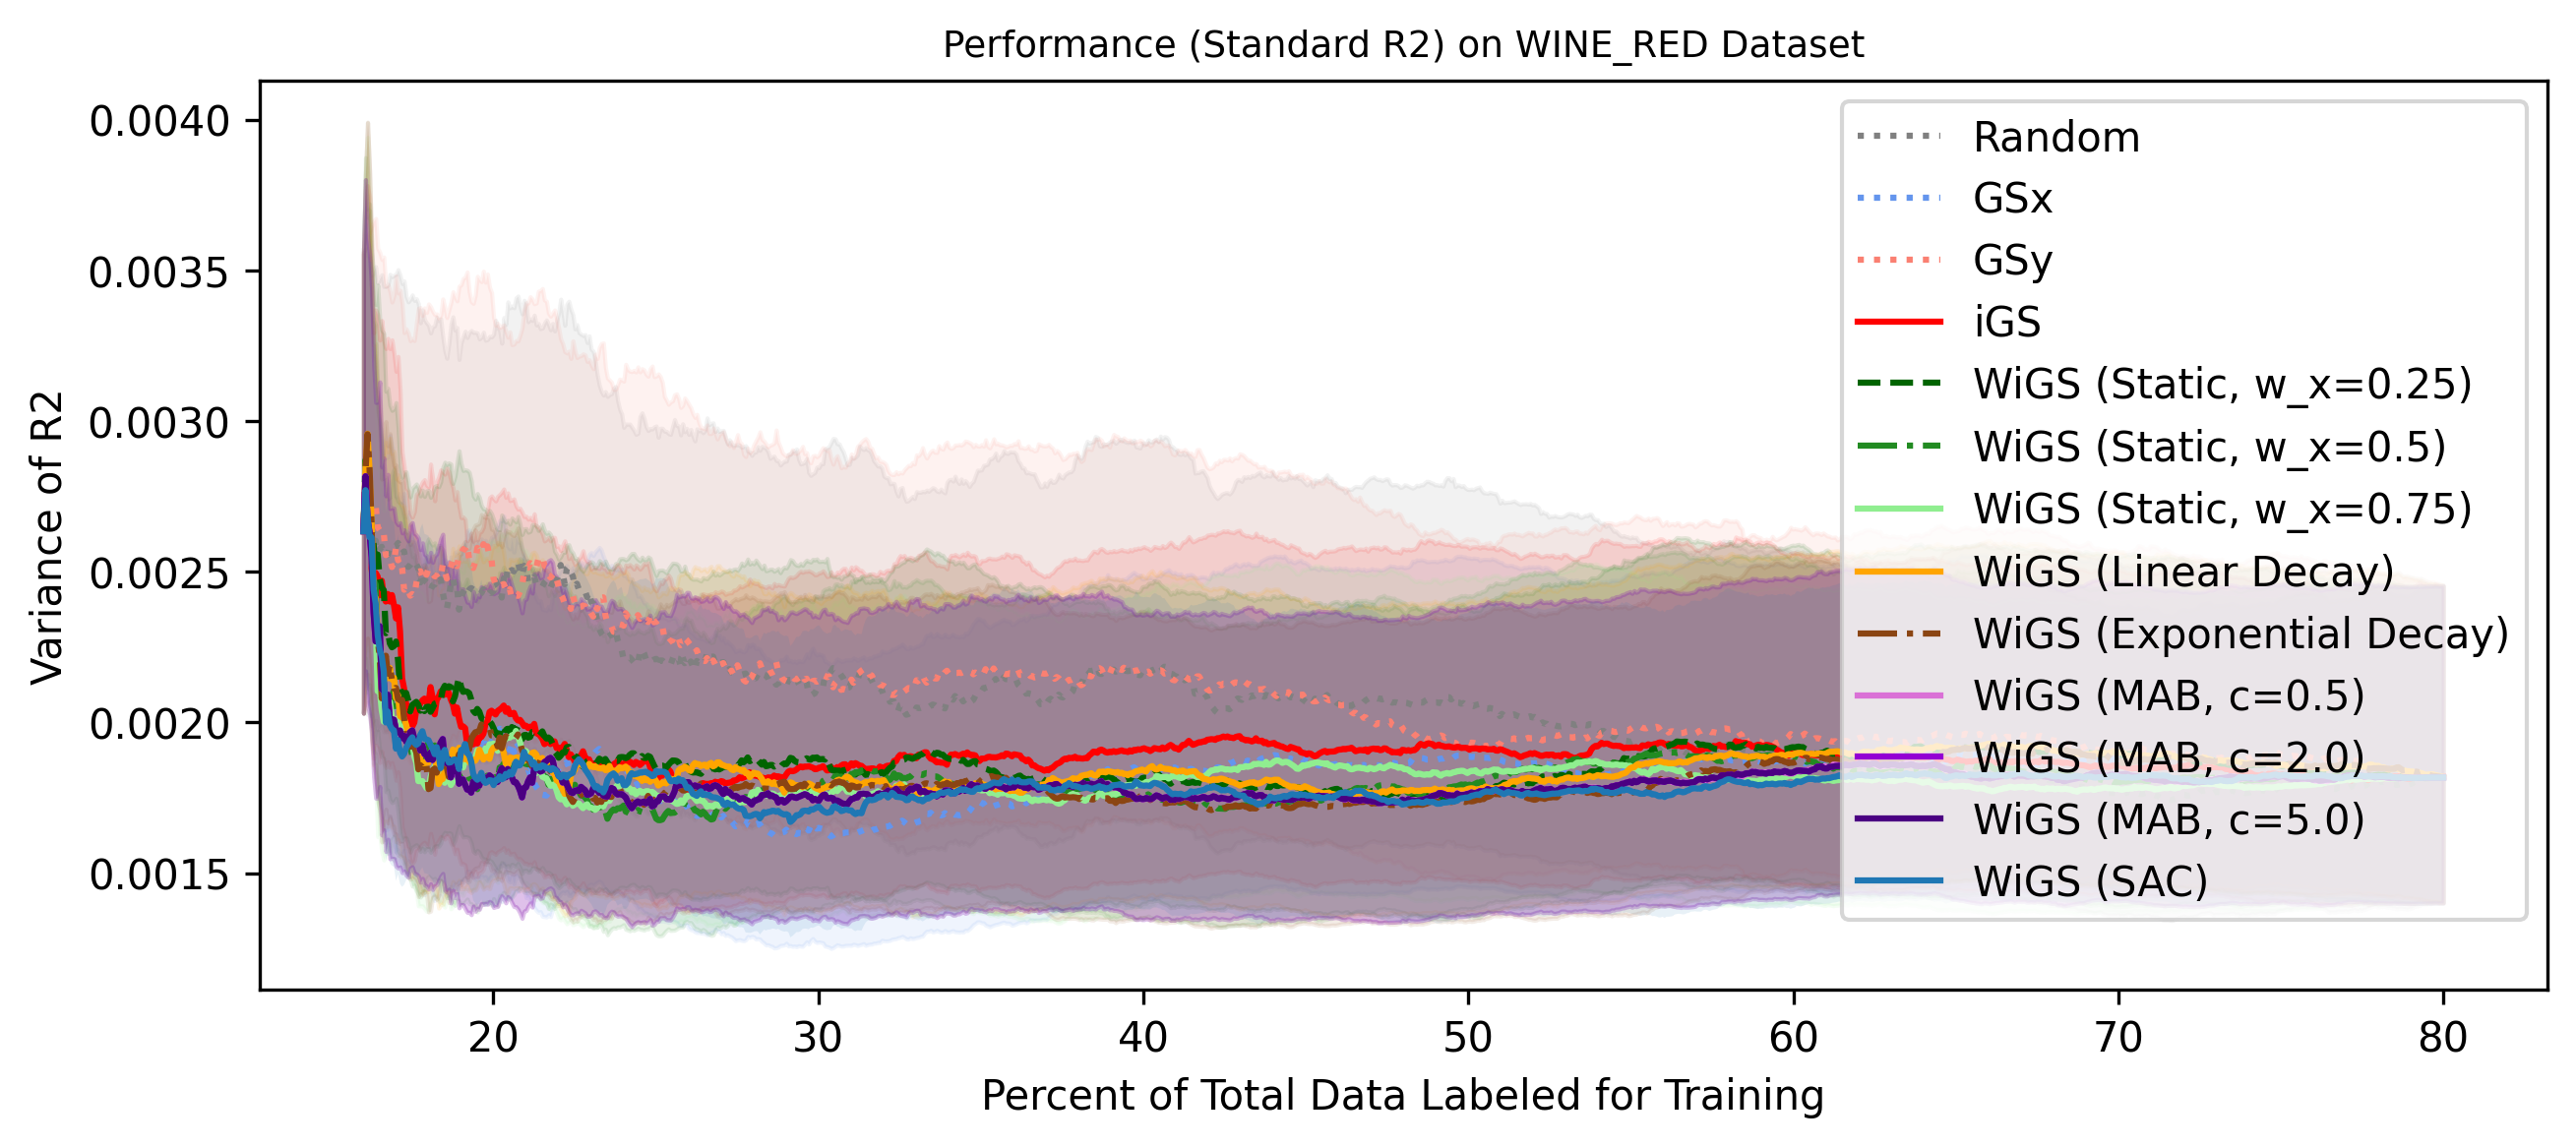 Performance (Standard R2) on WINE_RED Dataset
Variance of R2
0.0040
0.0035
0.0030
0.0025
0.0020
0.0015
Random
GSx
GSy
iGS
WiGS (Static, w_x=0.25)
WiGS (Static, w_x=0.5)
WiGS (Static, w_x=0.75)
WiGS (Linear Decay)
WiGS (Exponential Decay)
WiGS (MAB, c=0.5)
WiGS (MAB, c=2.0)
WiGS (MAB, c=5.0)
WiGS (SAC)
20 30 40 50 60 70 80
Percent of Total Data Labeled for Training